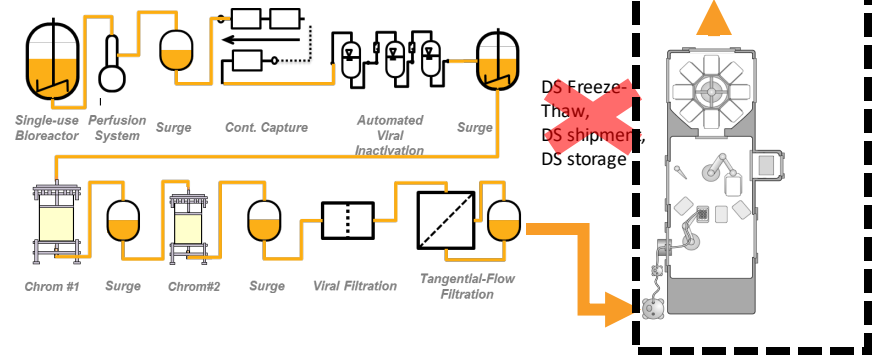 Single-use
Bioreactor
Perfusion
System
Surge
Cont. Capture
Automated
Viral
Inactivation
Surge
DS Freeze-
Thaw,
DS shipment,
DS storage
Chrom #1
Surge
Chrom#2
Surge
Viral Filtration
Tangential-Flow
Filtration